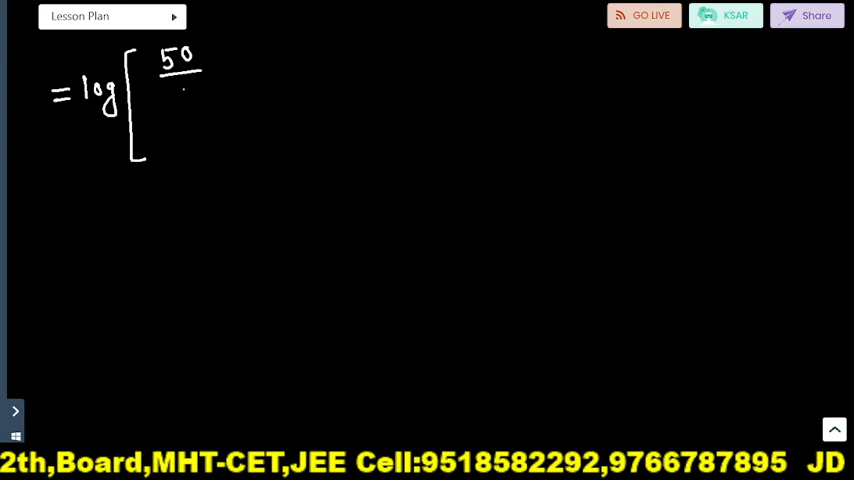 Lesson Plan
GO LIVE
KSAR
Share
= log [ 50
2th,Board,MHT-CET,JEE Cell:9518582292,9766787895 JD